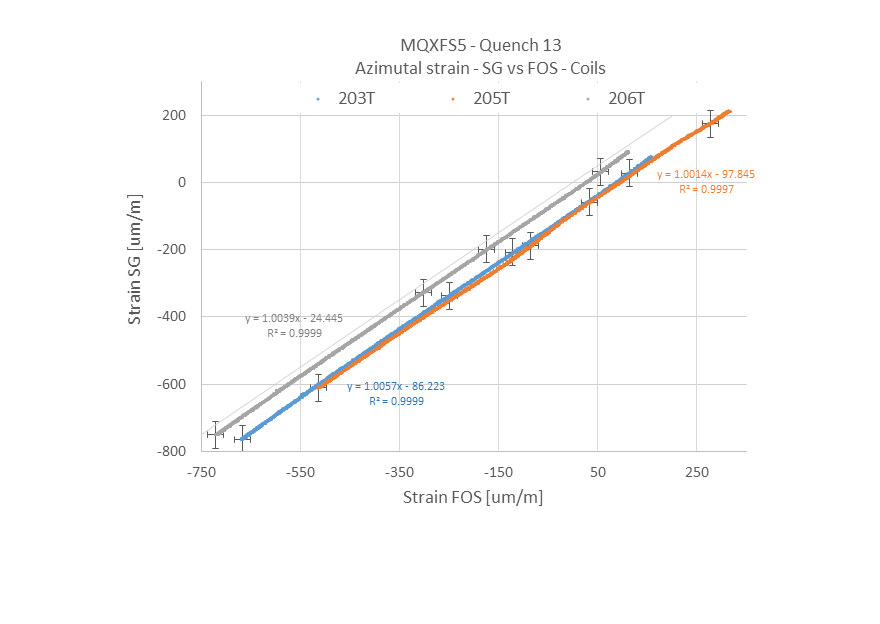 MQXFS5 - Quench 13
Azimutal strain - SG vs FOS - Coils
203T 205T 206T
200
0
-200
-400
-600
-800
Strain SG [um/m]
y = 1.0014x - 97.845
R² = 0.9997
y = 1.0039x - 24.445
R² = 0.9999
y = 1.0057x - 86.223
R² = 0.9999
-750 -550 -350 -150 50 250
Strain FOS [um/m]